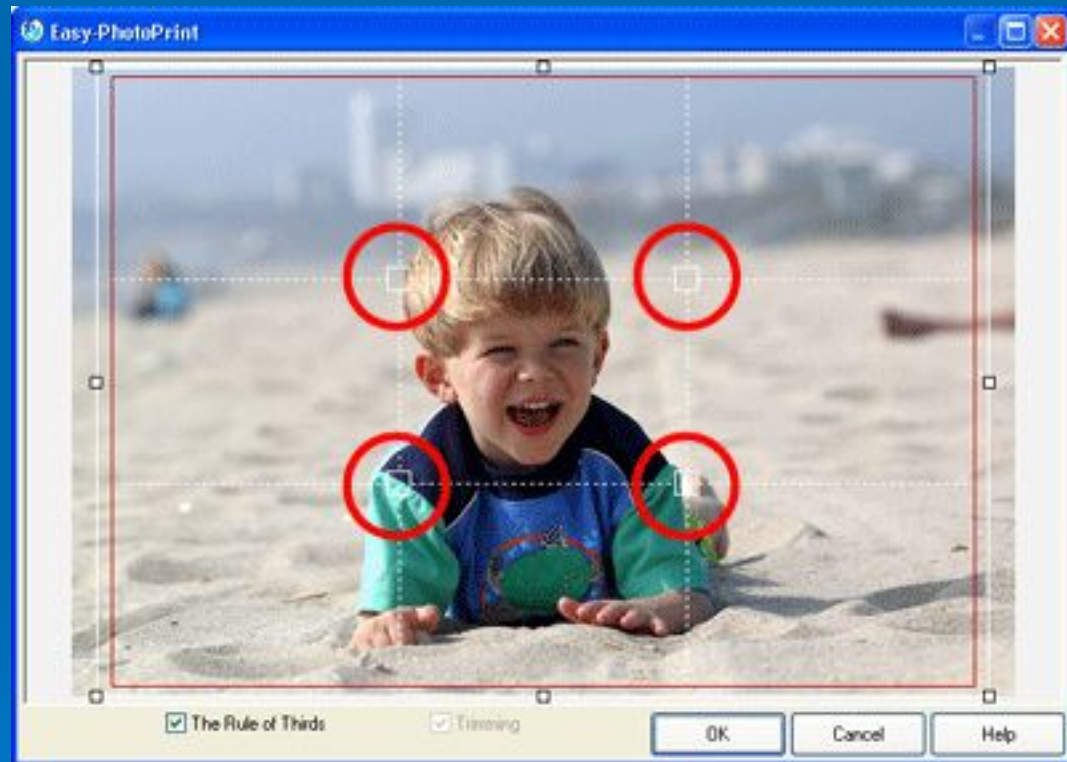 Easy-PhotoPrint
The Rule of Thirds
Trimming
OK
Cancel
Help